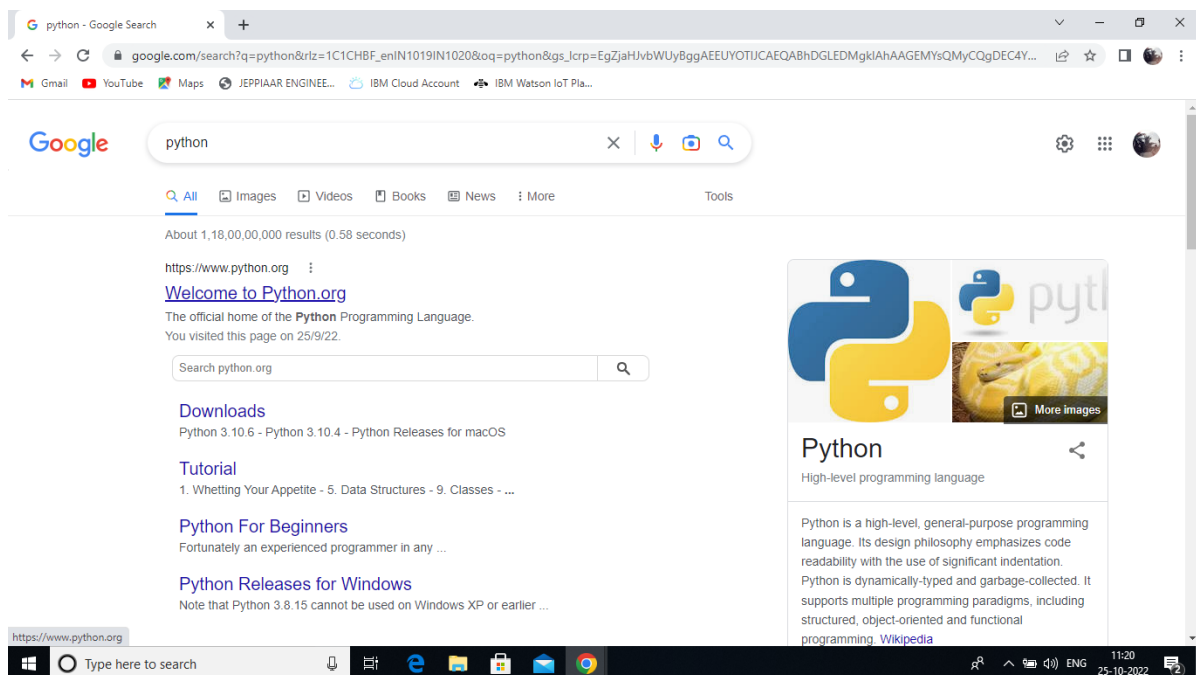 python - Google Search
google.com/search?q=python&rlz=1C1CHBF_enIN1019IN1020&oq=python&gs_lcrp=EgZjaHJvbWUyBggAEEUYOTIJCAEQABhDGLEDMgkIAhAAGEMYsQMyCQgDEC4Y...
Gmail YouTube Maps JEPPIAAR ENGINEE... IBM Cloud Account IBM Watson IoT Pla...
Google
python
All Images Videos Books News More Tools
About 1,18,00,00,000 results (0.58 seconds)
https://www.python.org
Welcome to Python.org
The official home of the Python Programming Language.
You visited this page on 25/9/22.
Search python.org
Downloads
Python 3.10.6 - Python 3.10.4 - Python Releases for macOS
Tutorial
1. Whetting Your Appetite - 5. Data Structures - 9. Classes - ...
Python For Beginners
Fortunately an experienced programmer in any ...
Python Releases for Windows
Note that Python 3.8.15 cannot be used on Windows XP or earlier ...
pyth
More images
Python
High-level programming language
Python is a high-level, general-purpose programming
language. Its design philosophy emphasizes code
readability with the use of significant indentation.
Python is dynamically-typed and garbage-collected. It
supports multiple programming paradigms, including
structured, object-oriented and functional
programming. Wikipedia
https://www.python.org
Type here to search
ENG
11:20
25-10-2022
2